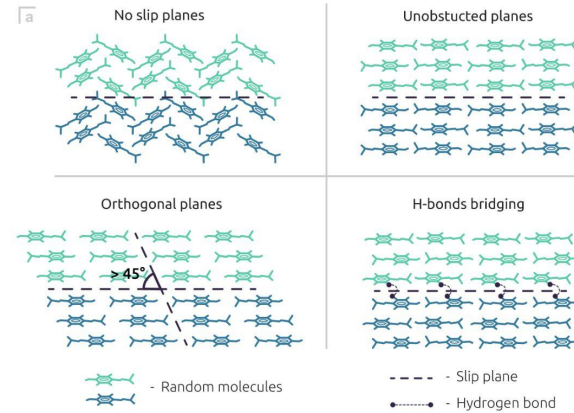 a
No slip planes
Unobstucted planes
Orthogonal planes
H-bonds bridging
> 45°
- Random molecules
- Slip plane
- Hydrogen bond